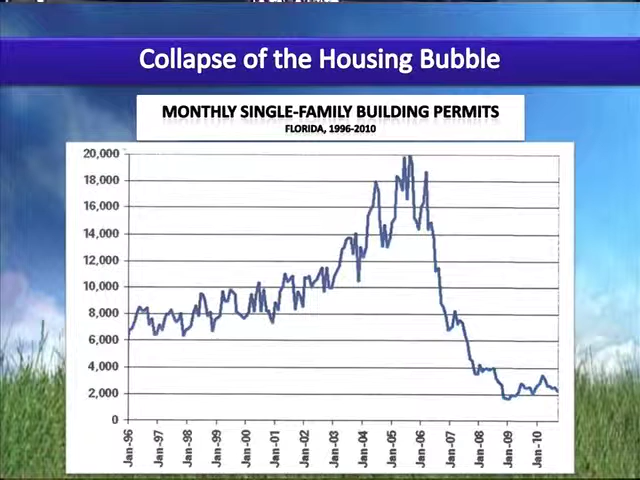 Collapse of the Housing Bubble
MONTHLY SINGLE-FAMILY BUILDING PERMITS
FLORIDA, 1996-2010
20,000
18,000
16,000
14,000
12,000
10,000
8,000
6,000
4,000
2,000
0
Jan-96
Jan-97
Jan-98
Jan-99
Jan-00
Jan-01
Jan-02
Jan-03
Jan-04
Jan-05
Jan-06
Jan-07
Jan-08
Jan-09
Jan-10